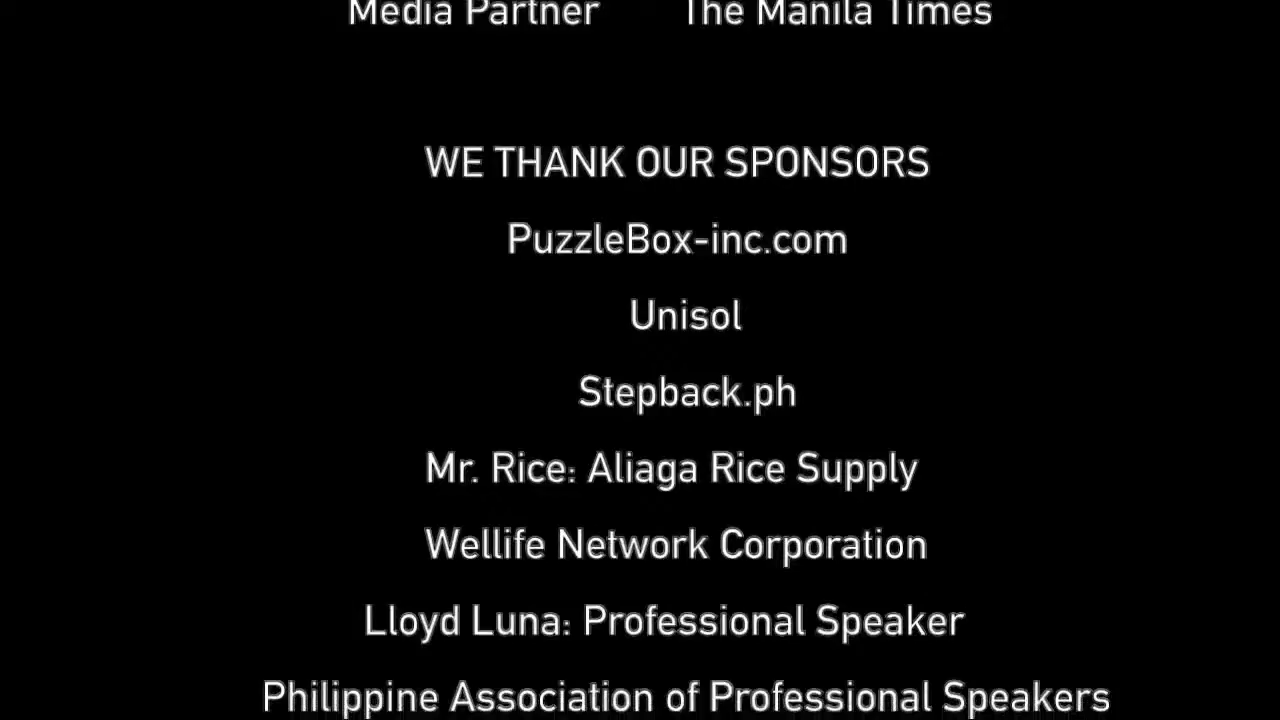 Media Partner The Manila Times
WE THANK OUR SPONSORS
PuzzleBox-inc.com
Unisol
Stepback.ph
Mr. Rice: Aliaga Rice Supply
Wellife Network Corporation
Lloyd Luna: Professional Speaker
Philippine Association of Professional Speakers